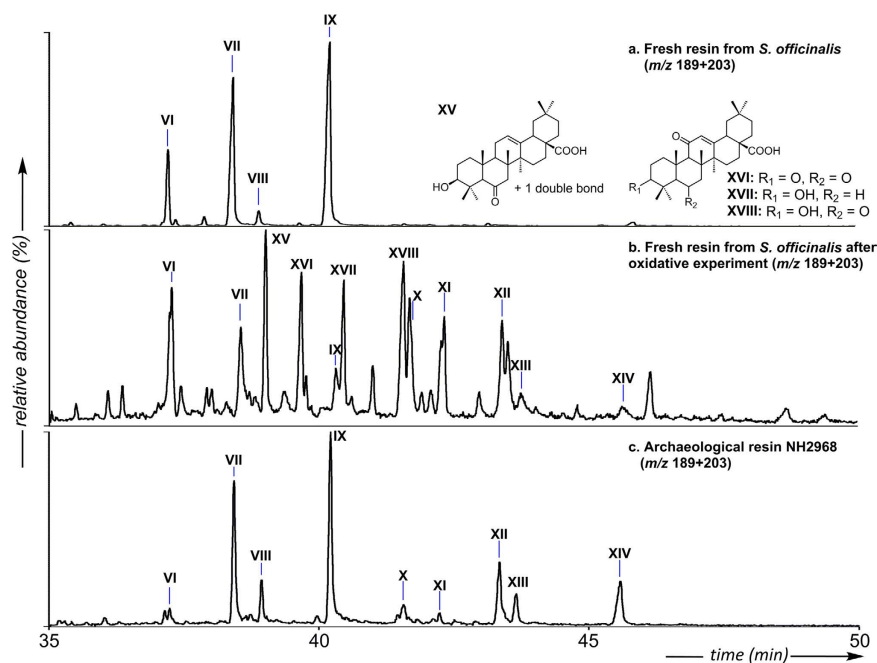 a. Fresh resin from S. officinalis
(m/z 189+203)
VI
VII
VIII
IX
XV
COOH
HO
O
+ 1 double bond
O
COOH
R1
R2
XVI: R1 = O, R2 = O
XVII: R1 = OH, R2 = H
XVIII: R1 = OH, R2 = O
b. Fresh resin from S. officinalis after
oxidative experiment (m/z 189+203)
VI
VII
XV
XVI
IX
XVII
XVIII
X
XI
XII
XIII
XIV
c. Archaeological resin NH2968
(m/z 189+203)
VI
VII
VIII
IX
X
XI
XII
XIII
XIV
relative abundance (%)
35
40
45
50
time (min)